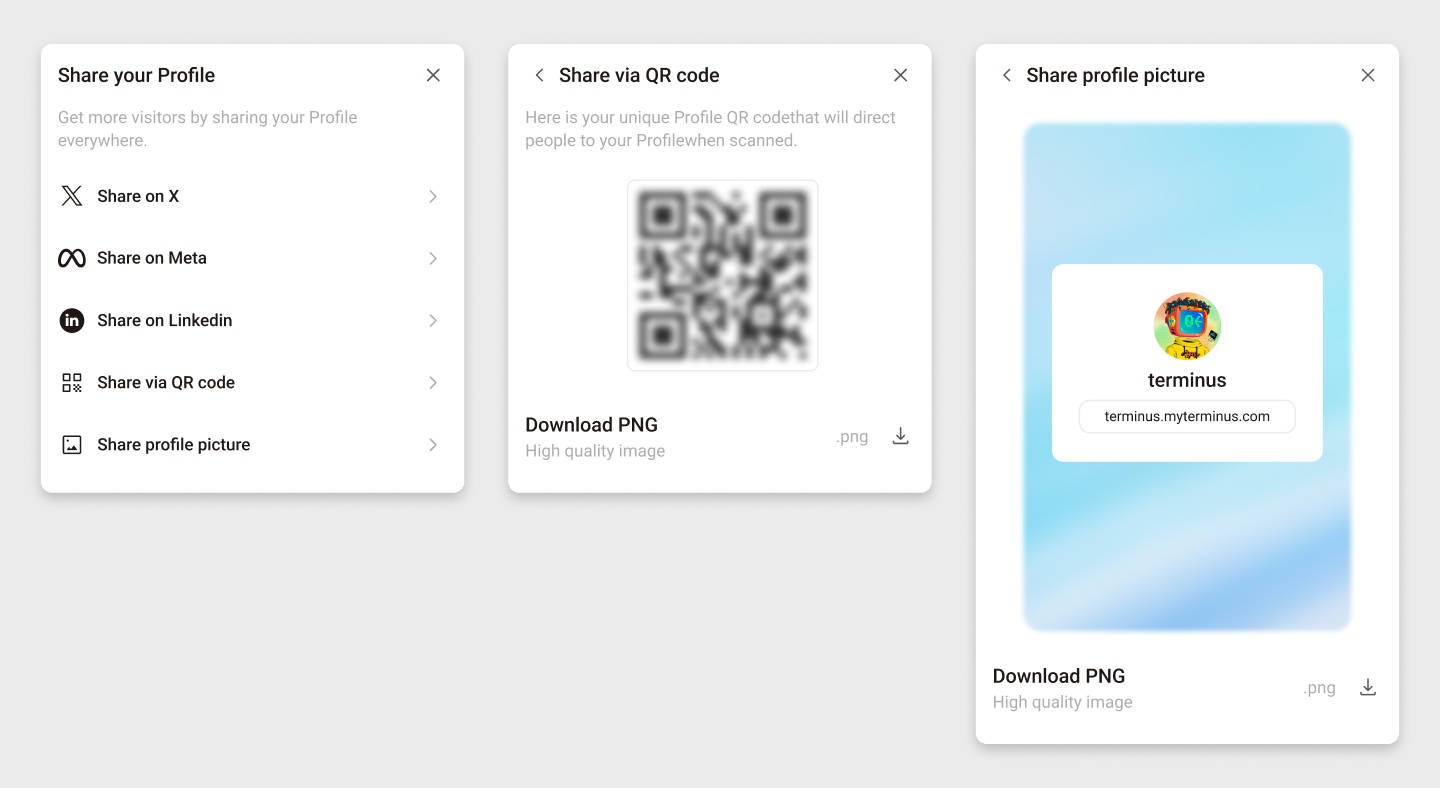 Share your Profile
Get more visitors by sharing your Profile
everywhere.
Share on X
Share on Meta
Share on Linkedin
Share via QR code
Share profile picture
Share via QR code
Here is your unique Profile QR codethat will direct
people to your Profilewhen scanned.
Download PNG
High quality image
.png
Share profile picture
terminus
terminus.myterminus.com
Download PNG
High quality image
.png